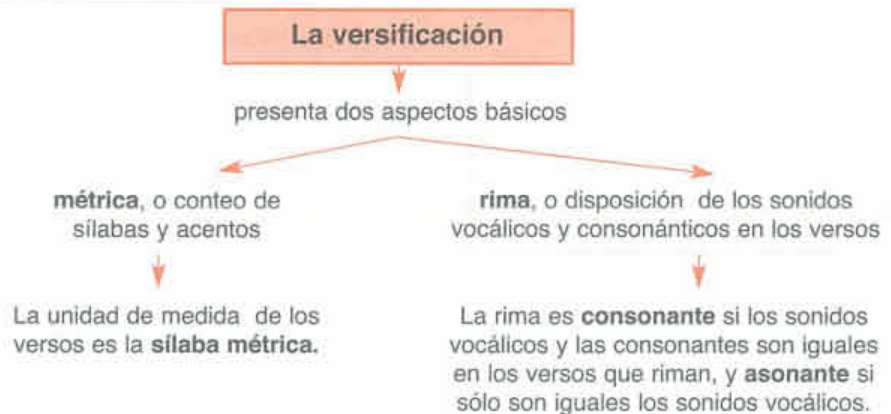 La versificación
presenta dos aspectos básicos
métrica, o conteo de
sílabas y acentos
rima, o disposición de los sonidos
vocálicos y consonánticos en los versos
La unidad de medida de los
versos es la sílaba métrica.
La rima es consonante si los sonidos
vocálicos y las consonantes son iguales
en los versos que riman, y asonante si
sólo son iguales los sonidos vocálicos.